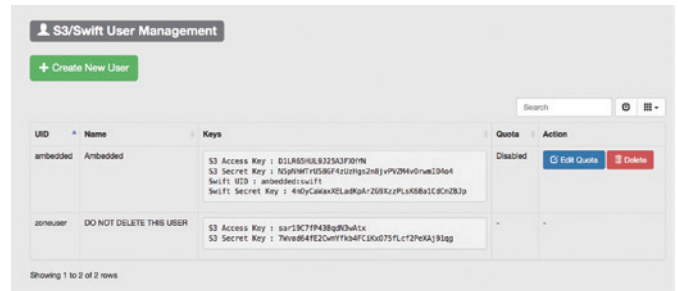 S3/Swift User Management
+ Create New User
Search
UID Name Keys Quota Action
ambedded Ambedded Disabled Edit Quota Delete
S3 Access Key :
S3 Secret Key :
Swift UID : ambedded:swift
Swift Secret Key :
zoneuser DO NOT DELETE THIS USER - -
S3 Access Key :
S3 Secret Key :
Showing 1 to 2 of 2 rows